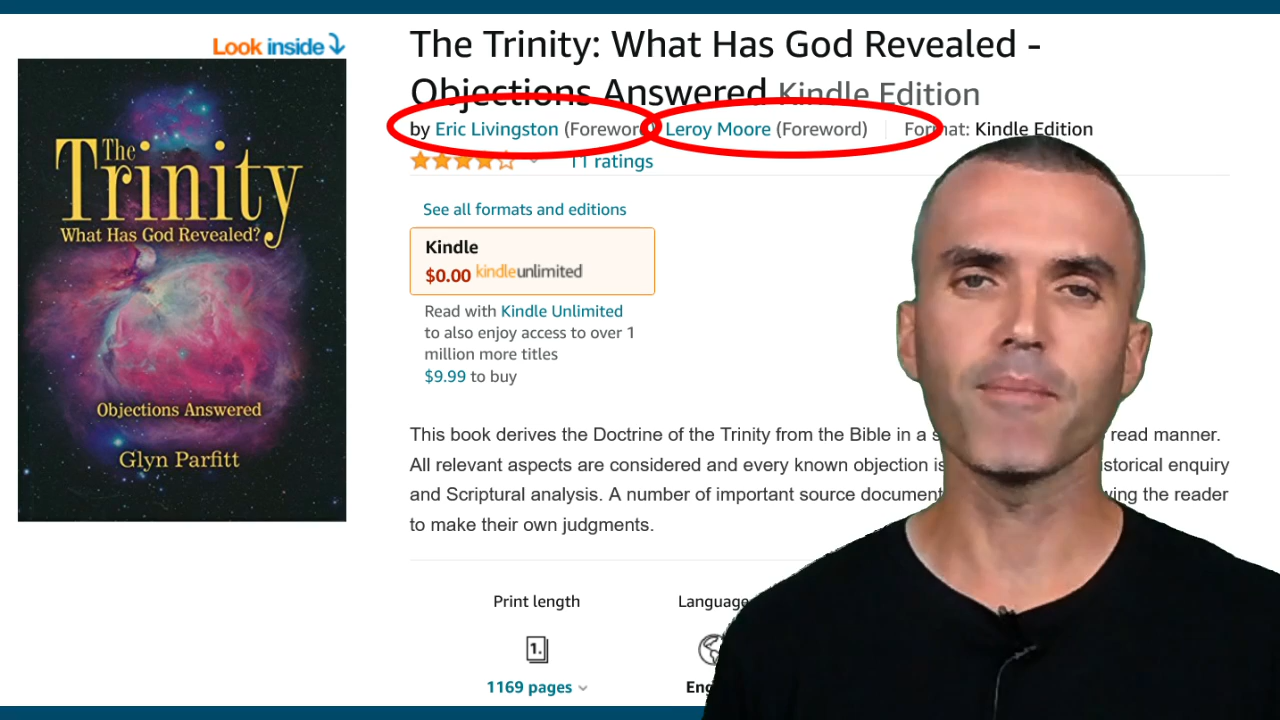 Look inside
The
Trinity
What Has God Revealed?
Objections Answered
Glyn Parfitt
The Trinity: What Has God Revealed -
Objections Answered Kindle Edition
by Eric Livingston (Foreword) Leroy Moore (Foreword) Format: Kindle Edition
11 ratings
See all formats and editions
Kindle
$0.00 kindleunlimited
Read with Kindle Unlimited
to also enjoy access to over 1
million more titles
$9.99 to buy
This book derives the Doctrine of the Trinity from the Bible in a read manner.
All relevant aspects are considered and every known objection is storical enquiry
and Scriptural analysis. A number of important source document wing the reader
to make their own judgments.
Print length Language
1.
1169 pages Eng